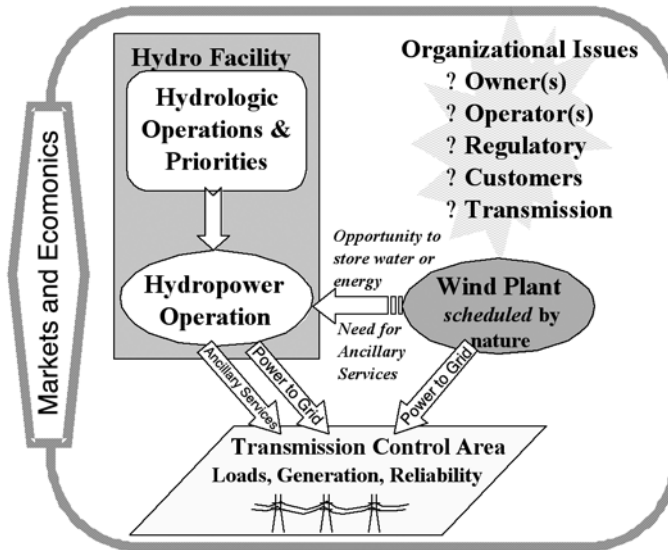 Hydro Facility
Hydrologic
Operations &
Priorities
Organizational Issues
? Owner(s)
? Operator(s)
? Regulatory
? Customers
? Transmission
Markets and Ecomonics
Opportunity to
store water or
energy
Hydropower
Operation
Wind Plant
scheduled by
nature
Need for
Ancillary
Services
Ancillary Services
Power to Grid
Power to Grid
Transmission Control Area
Loads, Generation, Reliability